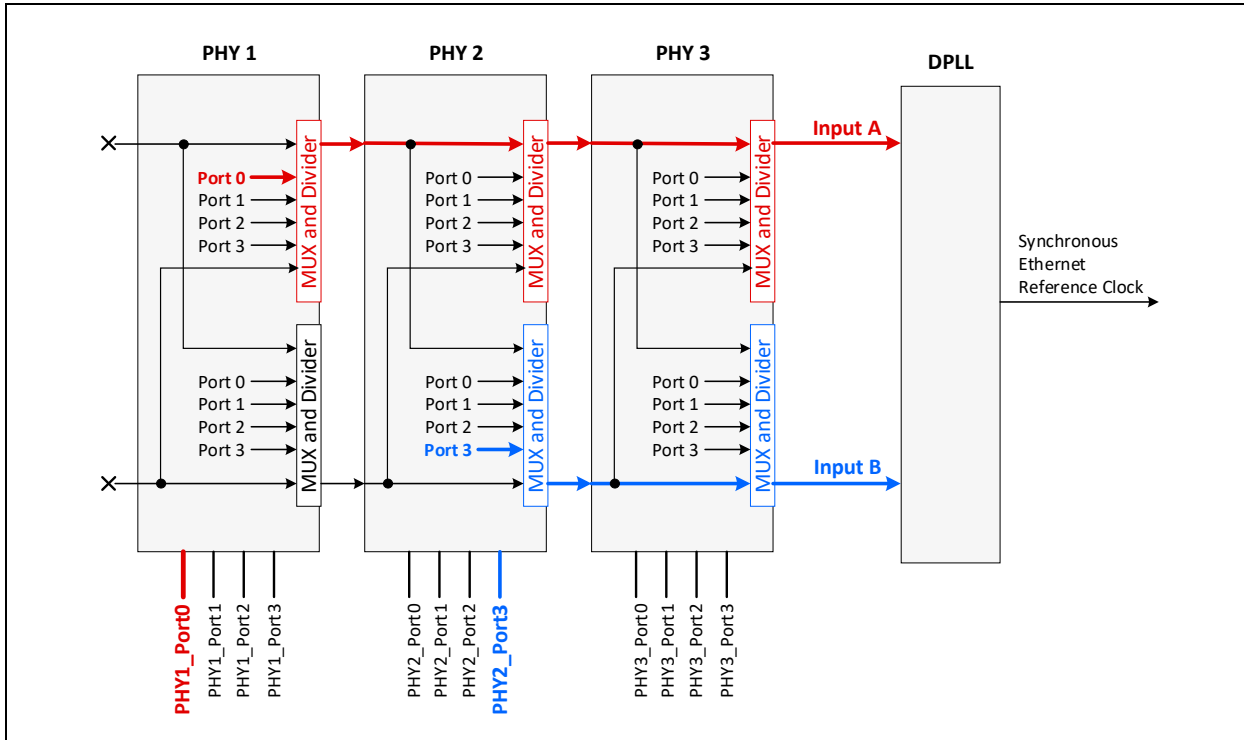 PHY 1
PHY 2
PHY 3
DPLL
Port 0
Port 1
Port 2
Port 3
MUX and Divider
Port 0
Port 1
Port 2
Port 3
MUX and Divider
Port 0
Port 1
Port 2
Port 3
MUX and Divider
Input A
Port 0
Port 1
Port 2
Port 3
MUX and Divider
Port 0
Port 1
Port 2
Port 3
MUX and Divider
Port 0
Port 1
Port 2
Port 3
MUX and Divider
Input B
Synchronous
Ethernet
Reference Clock
PHY1_Port0
PHY1_Port1
PHY1_Port2
PHY1_Port3
PHY2_Port0
PHY2_Port1
PHY2_Port2
PHY2_Port3
PHY3_Port0
PHY3_Port1
PHY3_Port2
PHY3_Port3